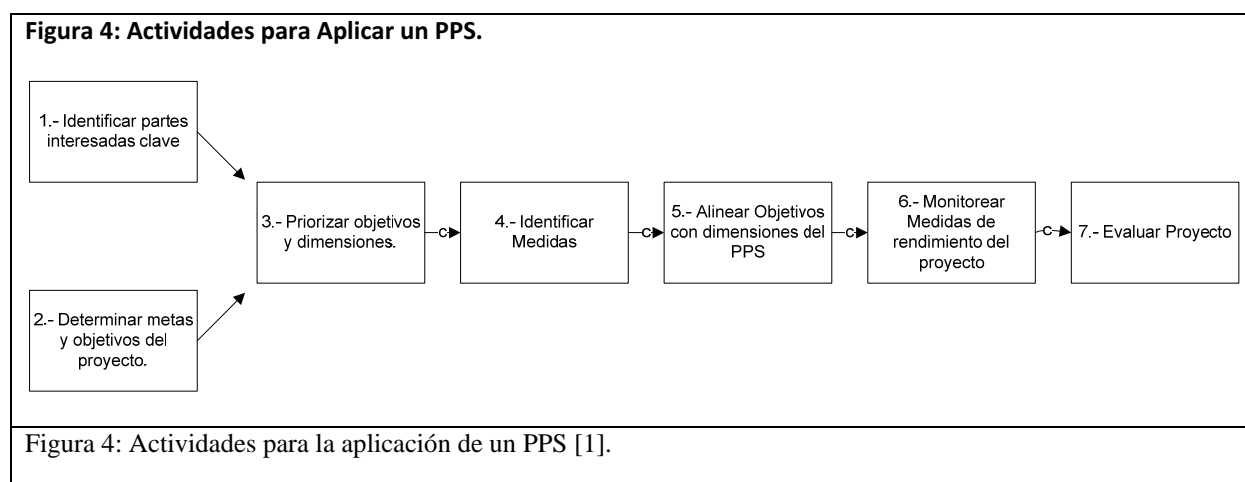 Figura 4: Actividades para Aplicar un PPS.
1.- Identificar partes
interesadas clave
2.- Determinar metas
y objetivos del
proyecto.
3.- Priorizar objetivos
y dimensiones.
c
4.- Identificar
Medidas
c
5.- Alinear Objetivos
con dimensiones del
PPS
c
6.- Monitorear
Medidas de
rendimiento del
proyecto
c
7.- Evaluar Proyecto
Figura 4: Actividades para la aplicación de un PPS [1].